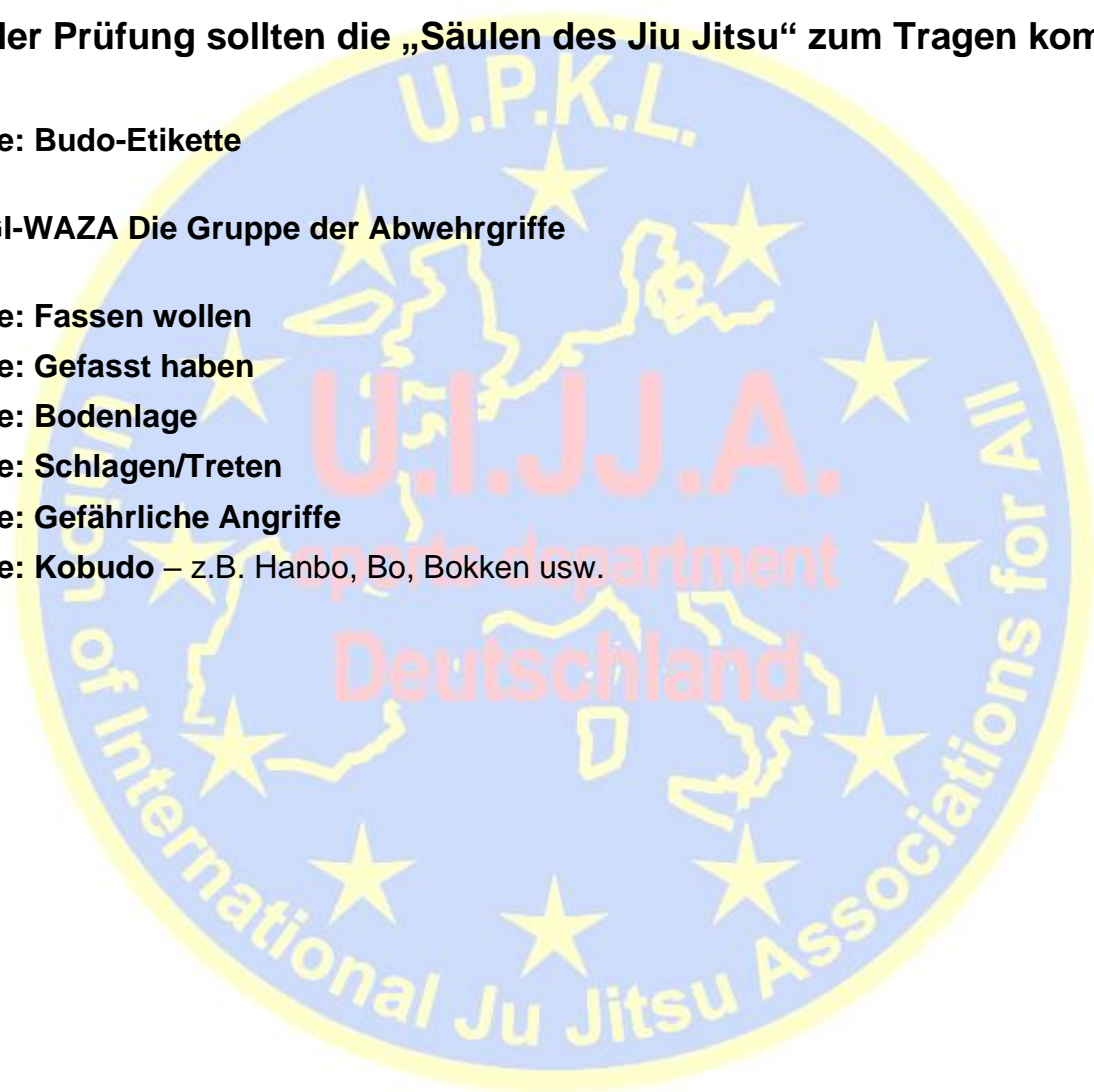 ler Prüfung sollten die „Säulen des Jiu Jitsu“ zum Tragen kom
e: Budo-Etikette
GI-WAZA Die Gruppe der Abwehrgriffe
e: Fassen wollen
e: Gefasst haben
e: Bodenlage
e: Schlagen/Treten
e: Gefährliche Angriffe
e: Kobudo – z.B. Hanbo, Bo, Bokken usw.
U.P.K.L.
U.I.JJ.A.
sports department
Deutschland
Union of International Ju Jitsu Associations for All